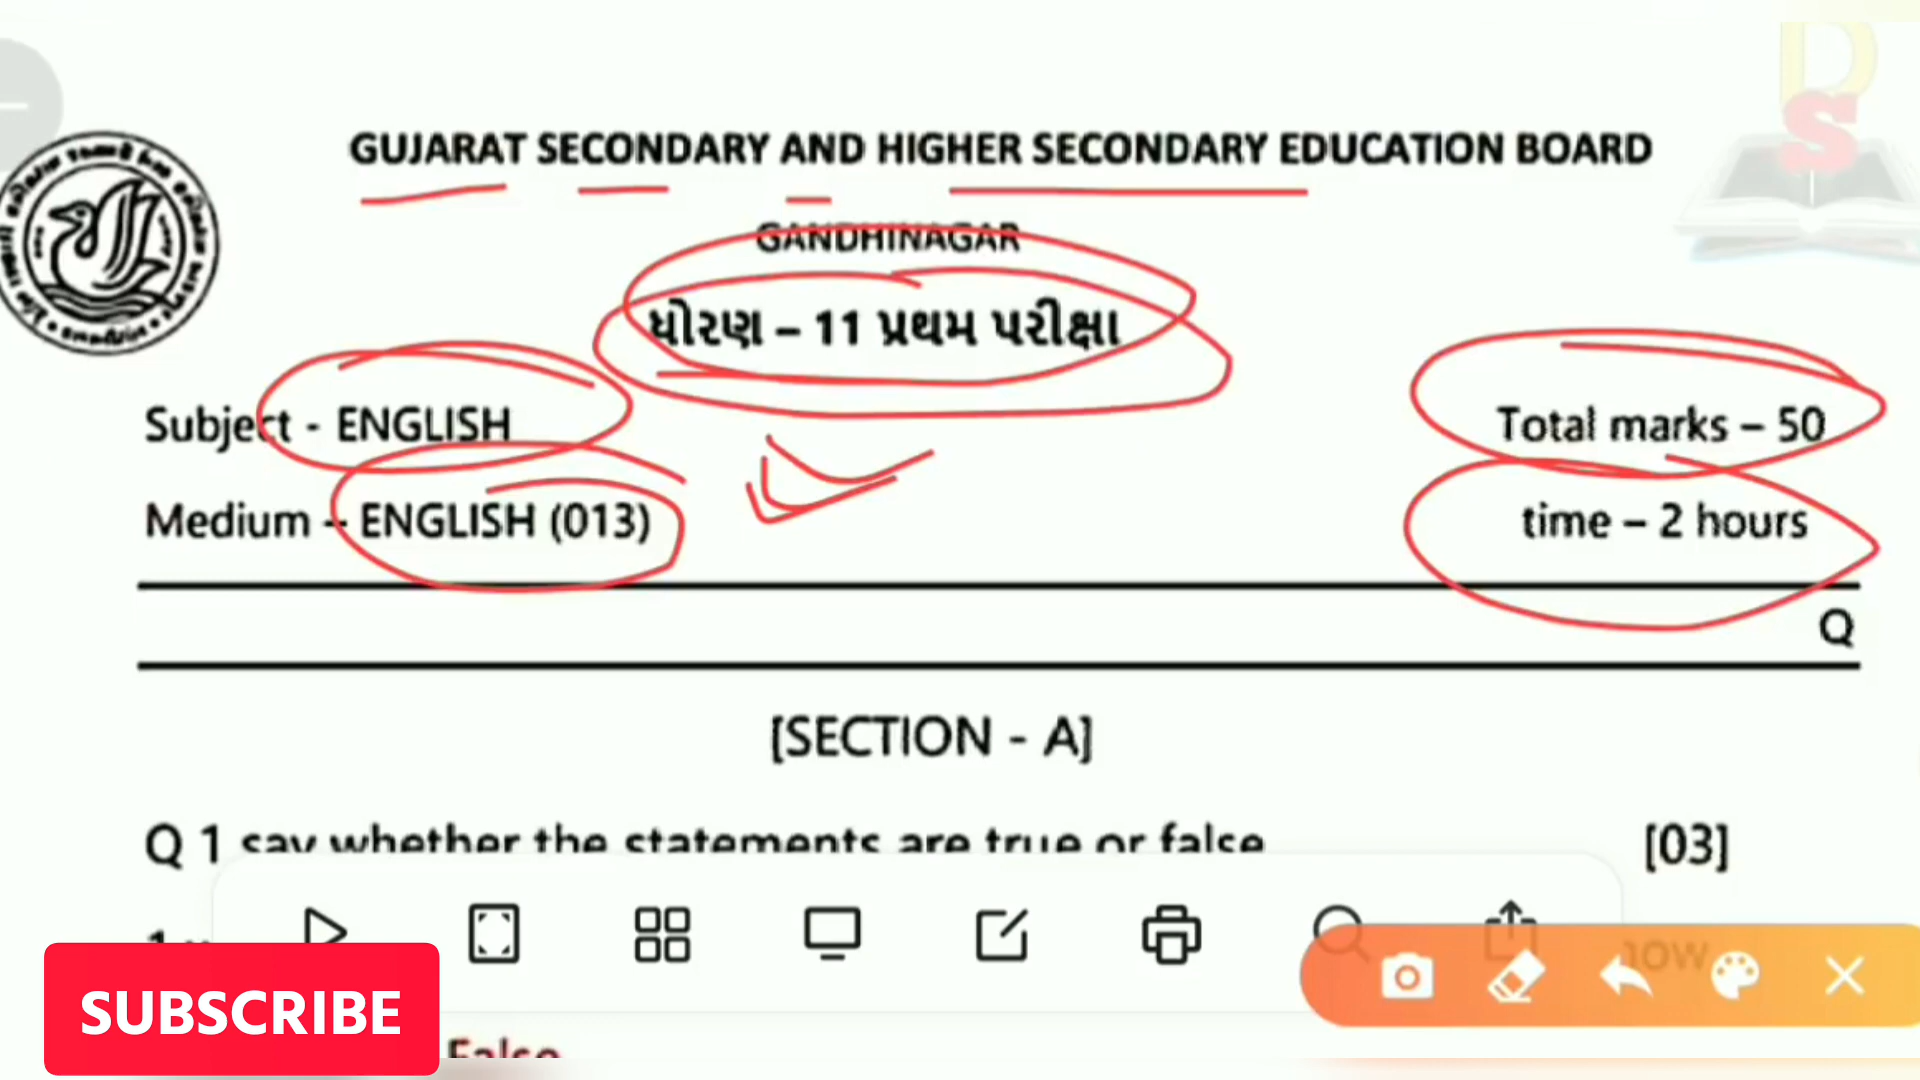 D
S
GUJARAT SECONDARY AND HIGHER SECONDARY EDUCATION BOARD
GANDHINAGAR
ધોરણ – 11 પ્રથમ પરીક્ષા
Subject - ENGLISH
Total marks – 50
Medium – ENGLISH (013)
time – 2 hours
Q
[SECTION - A]
Q 1 say whether the statements are true or false
[03]
SUBSCRIBE
False